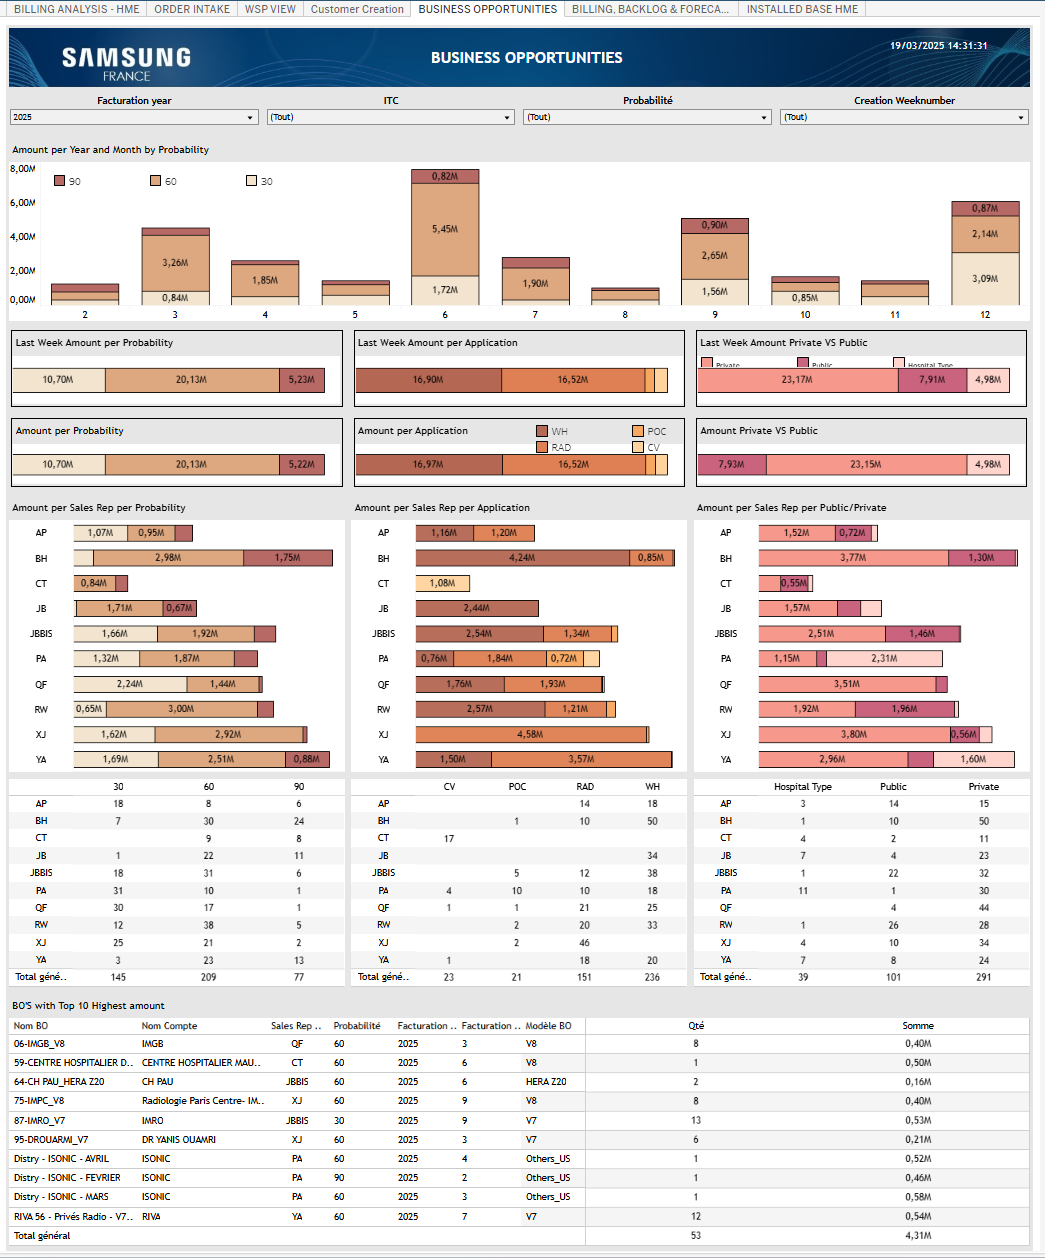 BILLING ANALYSIS - HME ORDER INTAKE WSP VIEW Customer Creation BUSINESS OPPORTUNITIES BILLING, BACKLOG & FORECA... INSTALLED BASE HME
SAMSUNG
FRANCE
BUSINESS OPPORTUNITIES
19/03/2025 14:31:31
Facturation year ITC Probabilité Creation Weeknumber
2025 (Tout) (Tout) (Tout)
Amount per Year and Month by Probability
90 60 30
8,00M
6,00M
4,00M
2,00M
0,00M
3,26M
0,84M
1,85M
0,82M
5,45M
1,72M
1,90M
0,90M
2,65M
1,56M
0,85M
0,87M
2,14M
3,09M
2 3 4 5 6 7 8 9 10 11 12
Last Week Amount per Probability
10,70M 20,13M 5,23M
Last Week Amount per Application
16,90M 16,52M
Last Week Amount Private VS Public
Private Public Hospital Type
23,17M 7,91M 4,98M
Amount per Probability
10,70M 20,13M 5,22M
Amount per Application
WH POC
RAD CV
16,97M 16,52M
Amount Private VS Public
7,93M 23,15M 4,98M
Amount per Sales Rep per Probability
AP 1,07M 0,95M
BH 2,98M 1,75M
CT 0,84M
JB 1,71M 0,67M
JBBIS 1,66M 1,92M
PA 1,32M 1,87M
QF 2,24M 1,44M
RW 0,65M 3,00M
XJ 1,62M 2,92M
YA 1,69M 2,51M 0,88M
Amount per Sales Rep per Application
AP 1,16M 1,20M
BH 4,24M 0,85M
CT 1,08M
JB 2,44M
JBBIS 2,54M 1,34M
PA 0,76M 1,84M 0,72M
QF 1,76M 1,93M
RW 2,57M 1,21M
XJ 4,58M
YA 1,50M 3,57M
Amount per Sales Rep per Public/Private
AP 1,52M 0,72M
BH 3,77M 1,30M
CT 0,55M
JB 1,57M
JBBIS 2,51M 1,46M
PA 1,15M 2,31M
QF 3,51M
RW 1,92M 1,96M
XJ 3,80M 0,56M
YA 2,96M 1,60M
30 60 90
AP 18 8 6
BH 7 30 24
CT 9 8
JB 1 22 11
JBBIS 18 31 6
PA 31 10 1
QF 30 17 1
RW 12 38 5
XJ 25 21 2
YA 3 23 13
Total géné.. 145 209 77
CV POC RAD WH
AP 14 18
BH 1 10 50
CT 17
JB 34
JBBIS 5 12 38
PA 4 10 10 18
QF 1 1 21 25
RW 2 20 33
XJ 2 46
YA 1 18 20
Total géné.. 23 21 151 236
Hospital Type Public Private
AP 3 14 15
BH 1 10 50
CT 4 2 11
JB 7 4 23
JBBIS 1 22 32
PA 11 1 30
QF 4 44
RW 1 26 28
XJ 4 10 34
YA 7 8 24
Total géné.. 39 101 291
BO'S with Top 10 Highest amount
Nom BO Nom Compte Sales Rep .. Probabilité Facturation .. Facturation .. Modèle BO Qté Somme
06-IMGB_V8 IMGB QF 60 2025 3 V8 8 0,40M
59-CENTRE HOSPITALIER D.. CENTRE HOSPITALIER MAU.. CT 60 2025 6 V8 1 0,50M
64-CH PAU_HERA Z20 CH PAU JBBIS 60 2025 6 HERA Z20 2 0,16M
75-IMPC_V8 Radiologie Paris Centre- IM.. XJ 60 2025 9 V8 8 0,40M
87-IMRO_V7 IMRO JBBIS 30 2025 9 V7 13 0,53M
95-DROUARMI_V7 DR YANIS OUAMRI XJ 60 2025 3 V7 6 0,21M
Distry - ISONIC - AVRIL ISONIC PA 60 2025 4 Others_US 1 0,52M
Distry - ISONIC - FEVRIER ISONIC PA 90 2025 2 Others_US 1 0,46M
Distry - ISONIC - MARS ISONIC PA 60 2025 3 Others_US 1 0,58M
RIVA 56 - Privés Radio - V7.. RIVA YA 60 2025 7 V7 12 0,54M
Total général 53 4,31M